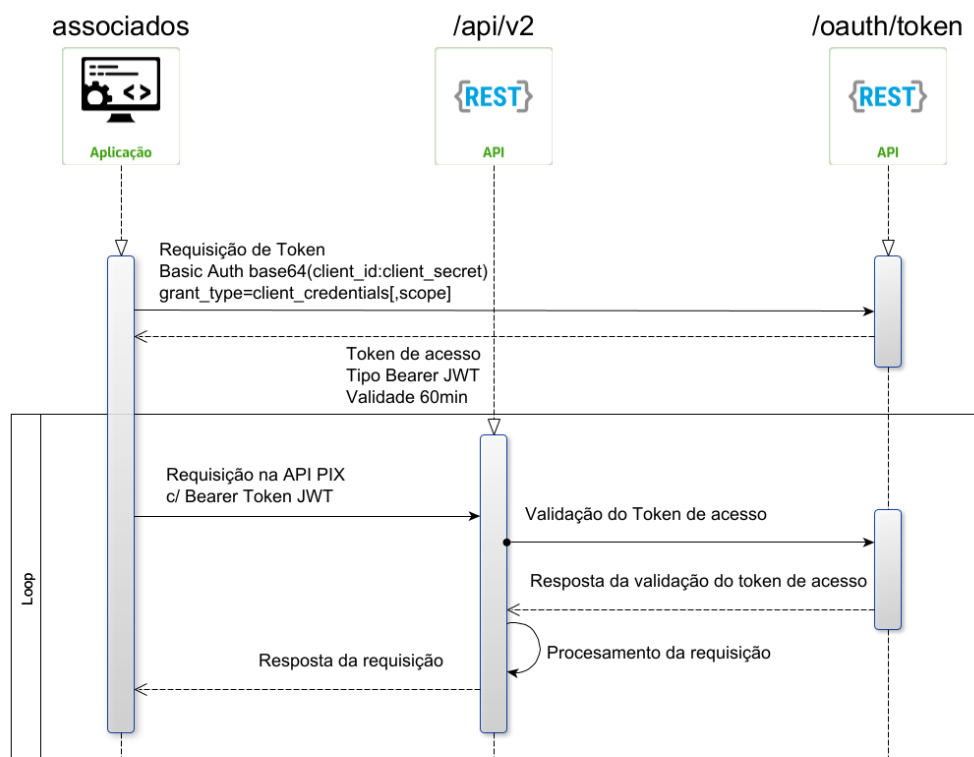 associados
/api/v2
/oauth/token
{REST}
{REST}
Aplicação
API
API
Requisição de Token
Basic Auth base64(client_id:client_secret)
grant_type=client_credentials[,scope]
Token de acesso
Tipo Bearer JWT
Validade 60min
Loop
Requisição na API PIX
c/ Bearer Token JWT
Validação do Token de acesso
Resposta da validação do token de acesso
Procesamento da requisição
Resposta da requisição